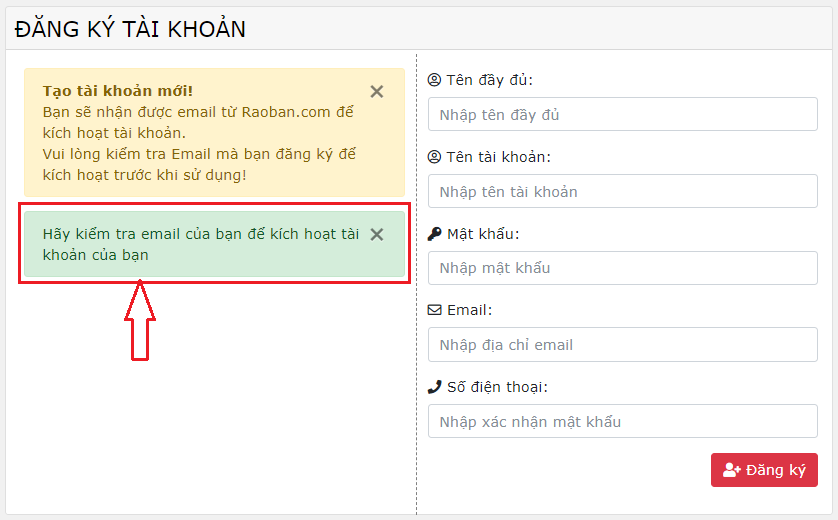 ĐĂNG KÝ TÀI KHOẢN
Tạo tài khoản mới!
Bạn sẽ nhận được email từ Raoban.com để
kích hoạt tài khoản.
Vui lòng kiểm tra Email mà bạn đăng ký để
kích hoạt trước khi sử dụng!
Hãy kiểm tra email của bạn để kích hoạt tài
khoản của bạn
Tên đầy đủ:
Nhập tên đầy đủ
Tên tài khoản:
Nhập tên tài khoản
Mật khẩu:
Nhập mật khẩu
Email:
Nhập địa chỉ email
Số điện thoại:
Nhập xác nhận mật khẩu
Đăng ký